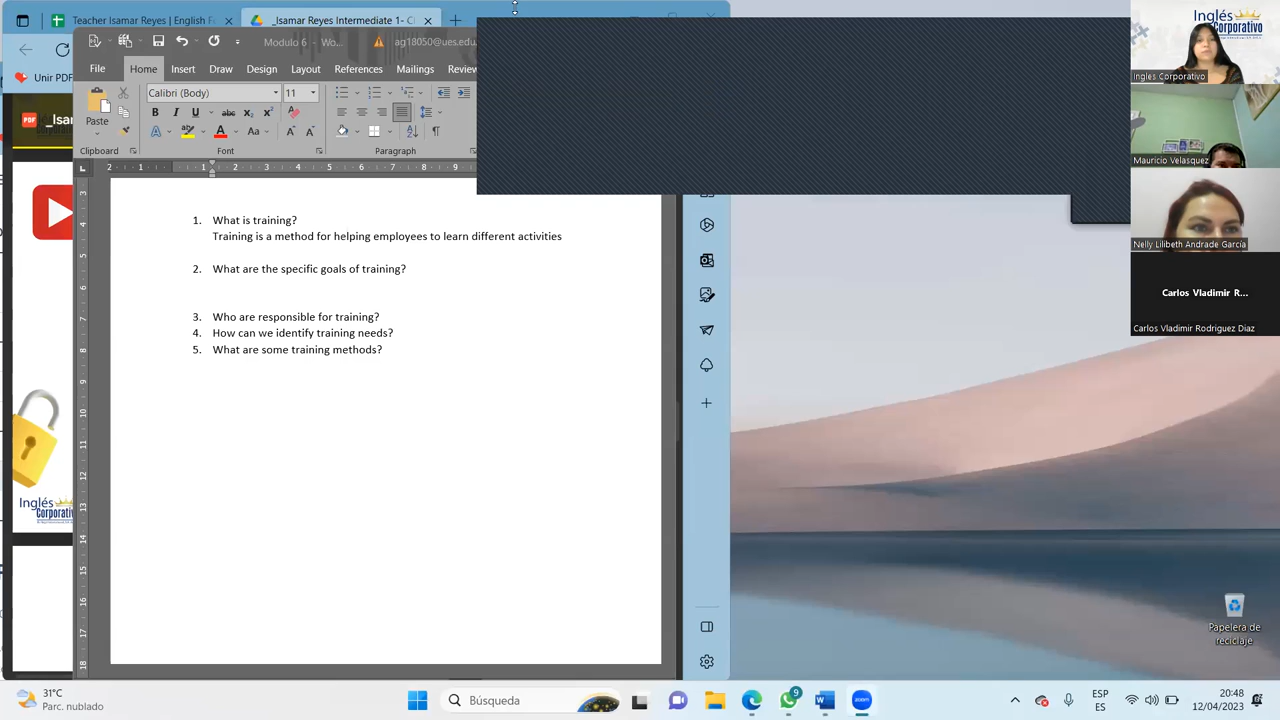 Teacher Isamar Reyes | English F
_Isamar Reyes Intermediate 1- C
Unir PD
Modulo 6 - Wo...
ag18050@ues.edu.
File
Home
Insert
Draw
Design
Layout
References
Mailings
Review
Paste
Calibri (Body)
11
Clipboard
Font
Paragraph
PDF
_Isa
1. What is training?
Training is a method for helping employees to learn different activities
2. What are the specific goals of training?
3. Who are responsible for training?
4. How can we identify training needs?
5. What are some training methods?
Inglés
Corporativo
Inglés
Corporativo
Ingles Corporativo
Mauricio Velasquez
Nelly Lilibeth Andrade García
Carlos Vladimir R...
Carlos Vladimir Rodriguez Diaz
Papelera de
reciclaje
31°C
Parc. nublado
Búsqueda
9
zoom
ESP
ES
20:48
12/04/2023